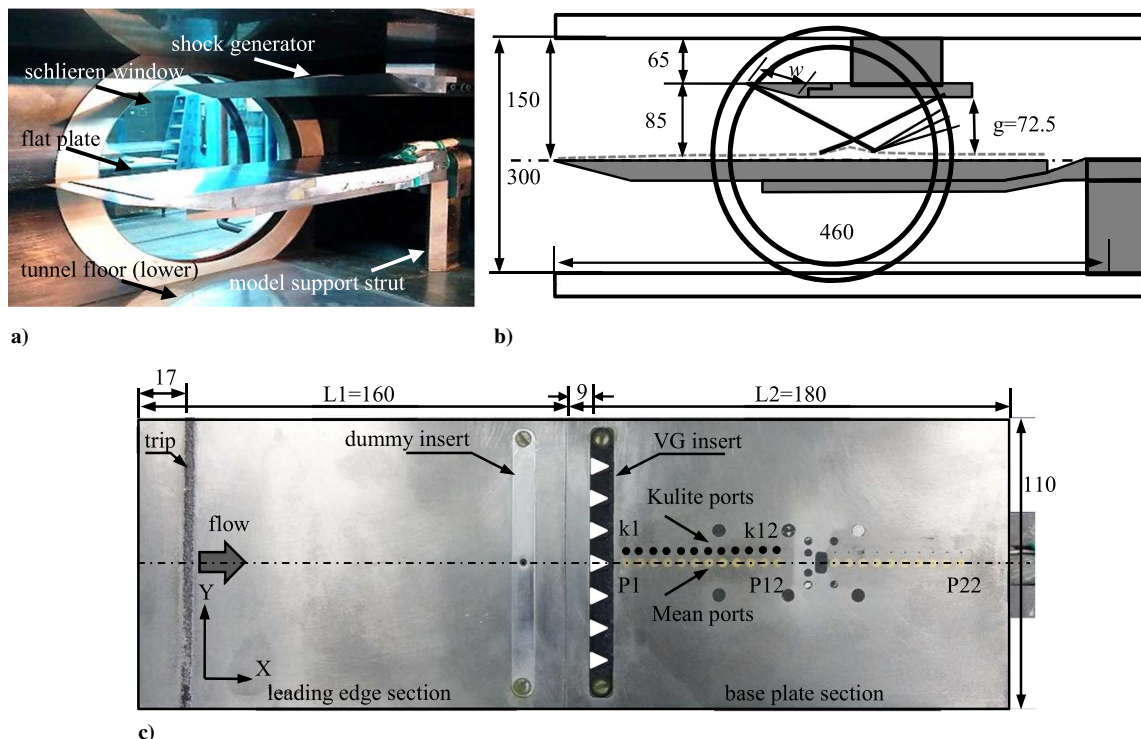 shock generator
schlieren window
flat plate
tunnel floor (lower)
model support strut
a)
65
w
150
85
g=72.5
300
460
b)
17
L1=160
9
L2=180
trip
dummy insert
VG insert
110
Kulite ports
flow
k1
k12
P1
P12
P22
Mean ports
Y
X
leading edge section
base plate section
c)